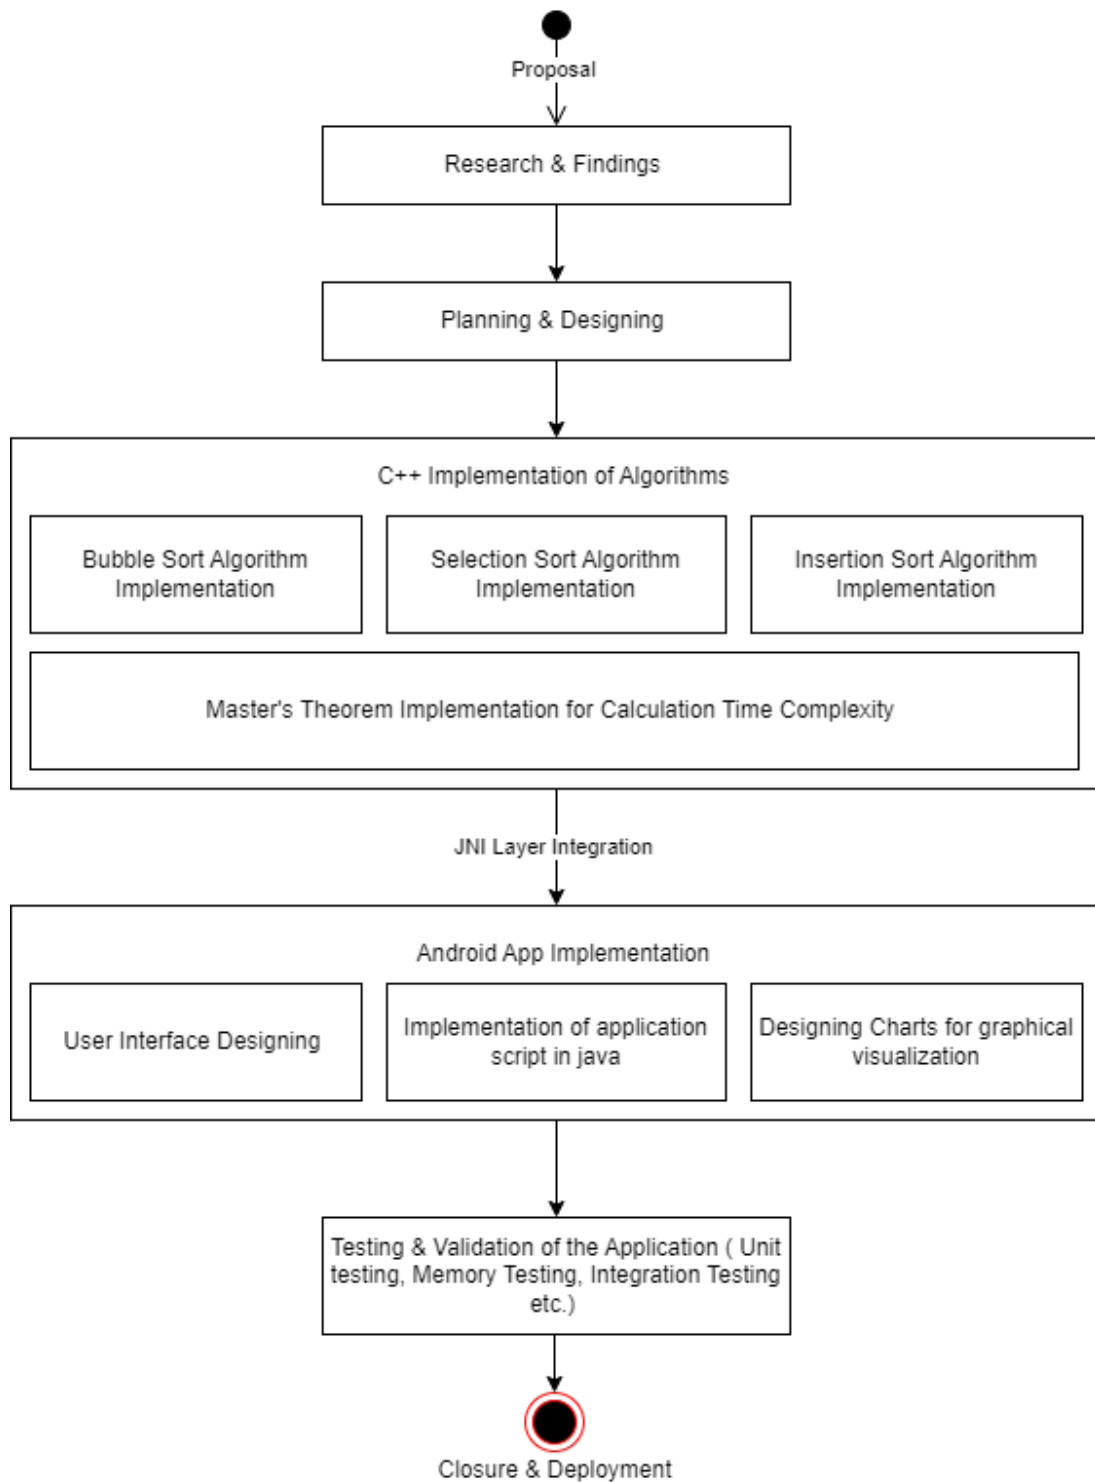 Proposal
Research & Findings
Planning & Designing
C++ Implementation of Algorithms
Bubble Sort Algorithm
Implementation
Selection Sort Algorithm
Implementation
Insertion Sort Algorithm
Implementation
Master's Theorem Implementation for Calculation Time Complexity
JNI Layer Integration
Android App Implementation
User Interface Designing
Implementation of application
script in java
Designing Charts for graphical
visualization
Testing & Validation of the Application ( Unit
testing, Memory Testing, Integration Testing
etc.)
Closure & Deployment